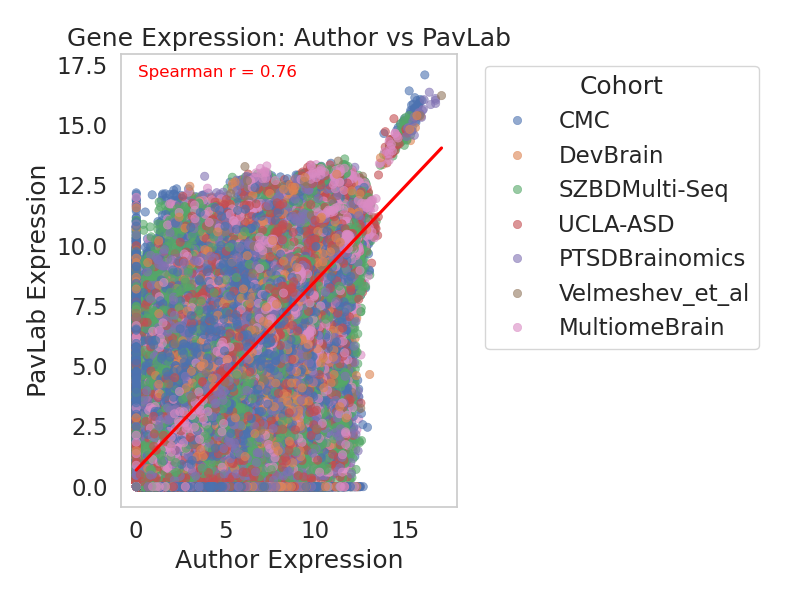 Gene Expression: Author vs PavLab
Spearman r = 0.76
17.5
15.0
12.5
10.0
7.5
5.0
2.5
0.0
PavLab Expression
0 5 10 15
Author Expression
Cohort
CMC
DevBrain
SZBDMulti-Seq
UCLA-ASD
PTSDBrainomics
Velmeshev_et_al
MultiomeBrain